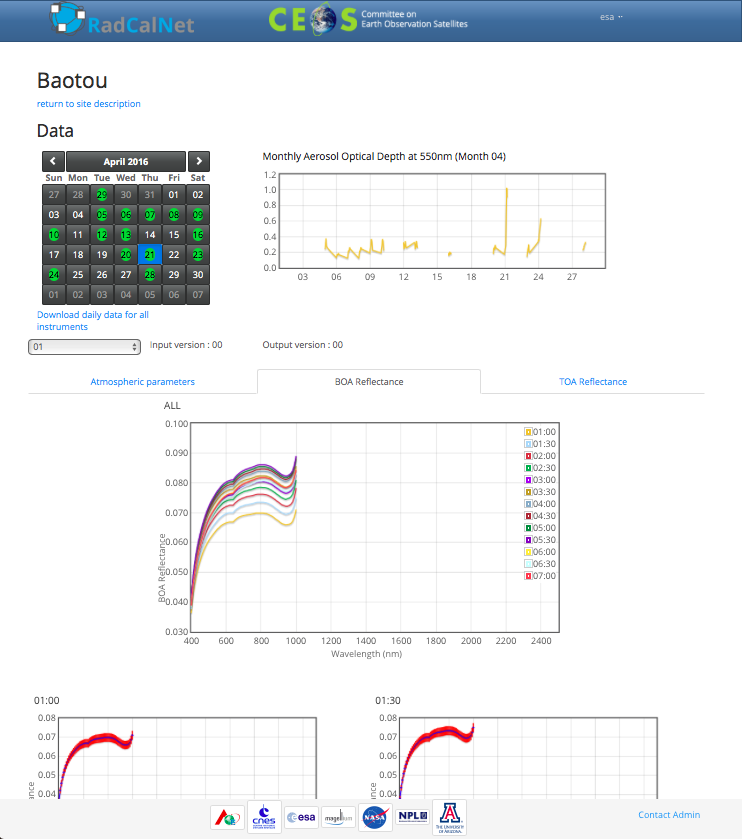 RadCalNet
CEOS
Committee on
Earth Observation Satellites
esa
Baotou
return to site description
Data
April 2016
Sun Mon Tue Wed Thu Fri Sat
27 28 29 30 31 01 02
03 04 05 06 07 08 09
10 11 12 13 14 15 16
17 18 19 20 21 22 23
24 25 26 27 28 29 30
01 02 03 04 05 06 07
Download daily data for all
instruments
Monthly Aerosol Optical Depth at 550nm (Month 04)
1.2
1.0
0.8
0.6
0.4
0.2
0.0
03 06 09 12 15 18 21 24 27
01
Input version : 00
Output version : 00
Atmospheric parameters
BOA Reflectance
TOA Reflectance
ALL
0.100
0.090
0.080
0.070
0.060
0.050
0.040
0.030
BOA Reflectance
400 600 800 1000 1200 1400 1600 1800 2000 2200 2400
Wavelength (nm)
01:00
01:30
02:00
02:30
03:00
03:30
04:00
04:30
05:00
05:30
06:00
06:30
07:00
01:00
0.08
0.07
0.06
0.05
0.04
01:30
0.08
0.07
0.06
0.05
0.04
cnes
esa
magellium
NASA
NPL
A
THE UNIVERSITY
OF ARIZONA
Contact Admin